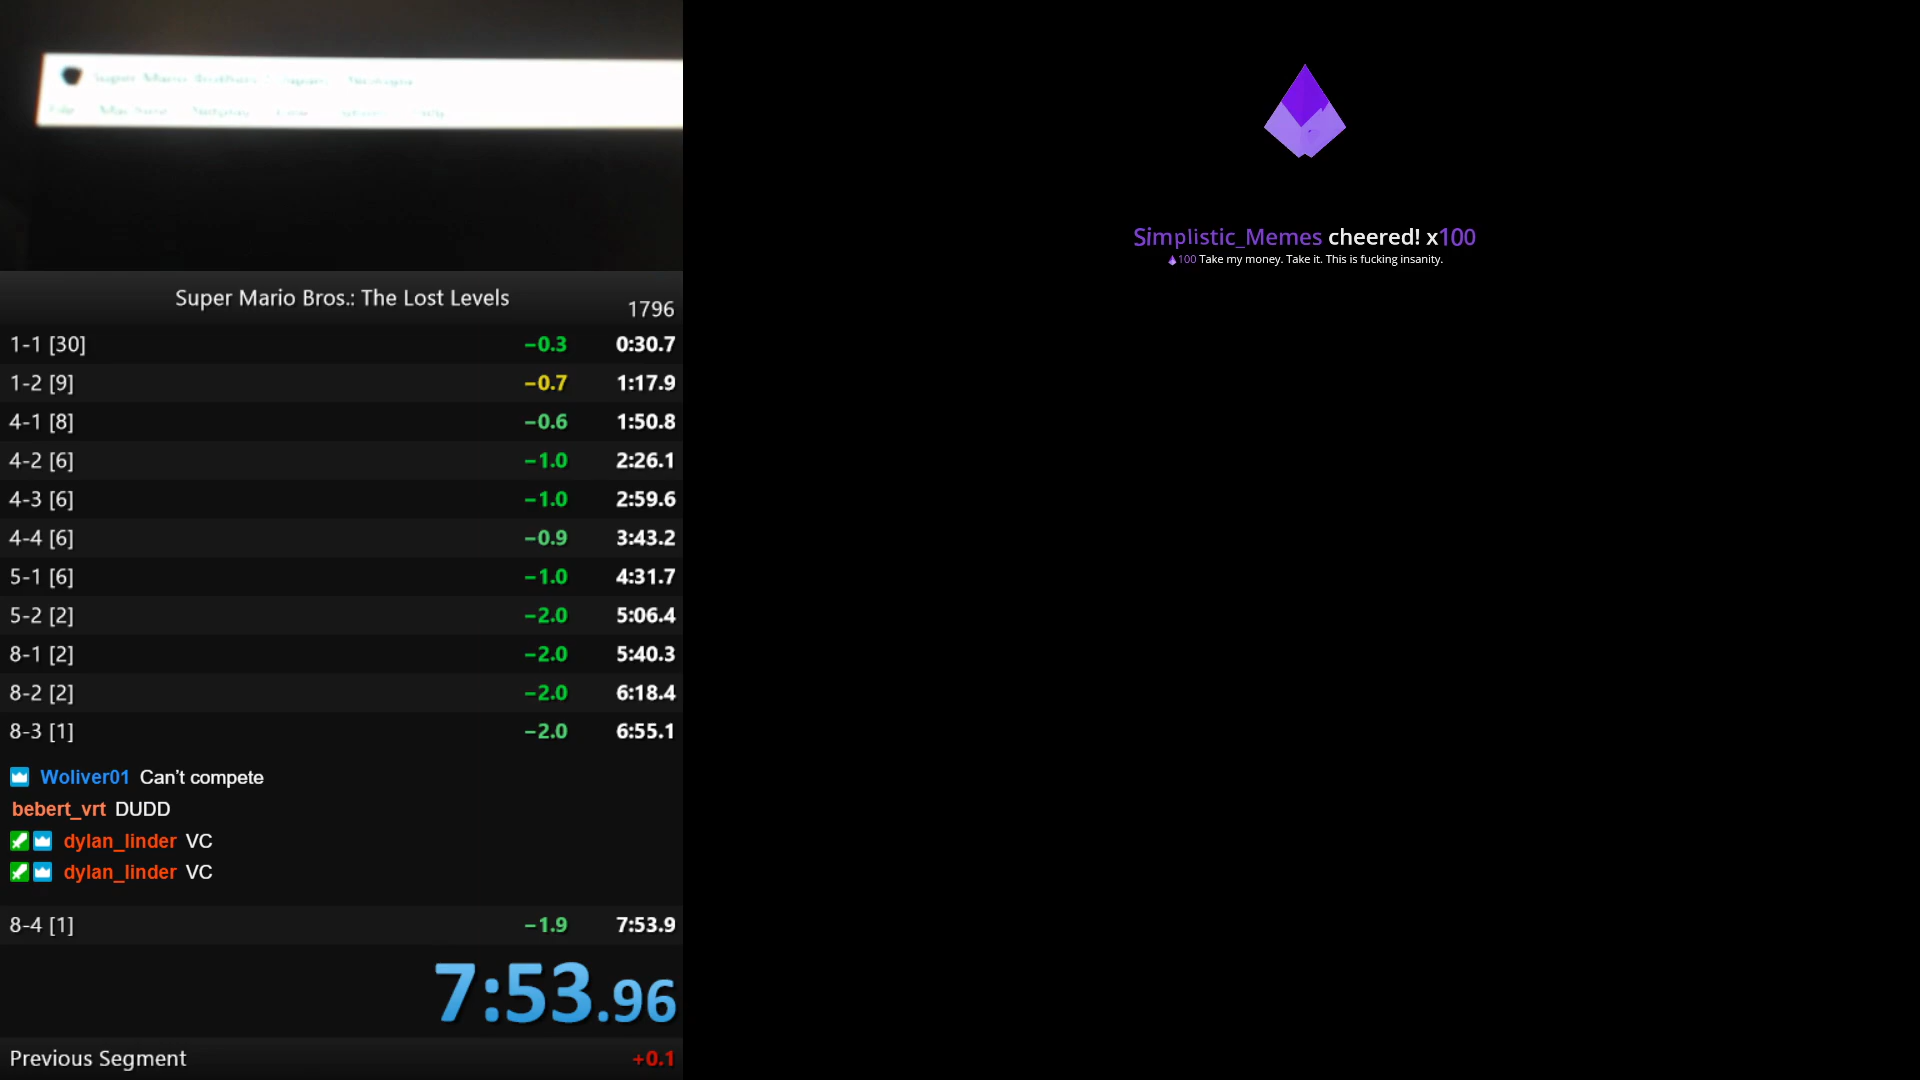 Super Mario Bros.: The Lost Levels
1796
1-1 [30] −0.3 0:30.7
1-2 [9] −0.7 1:17.9
4-1 [8] −0.6 1:50.8
4-2 [6] −1.0 2:26.1
4-3 [6] −1.0 2:59.6
4-4 [6] −0.9 3:43.2
5-1 [6] −1.0 4:31.7
5-2 [2] −2.0 5:06.4
8-1 [2] −2.0 5:40.3
8-2 [2] −2.0 6:18.4
8-3 [1] −2.0 6:55.1
Woliver01 Can't compete
bebert_vrt DUDD
dylan_linder VC
dylan_linder VC
8-4 [1] −1.9 7:53.9
7:53.96
Previous Segment +0.1
Simplistic_Memes cheered! x100
100 Take my money. Take it. This is fucking insanity.